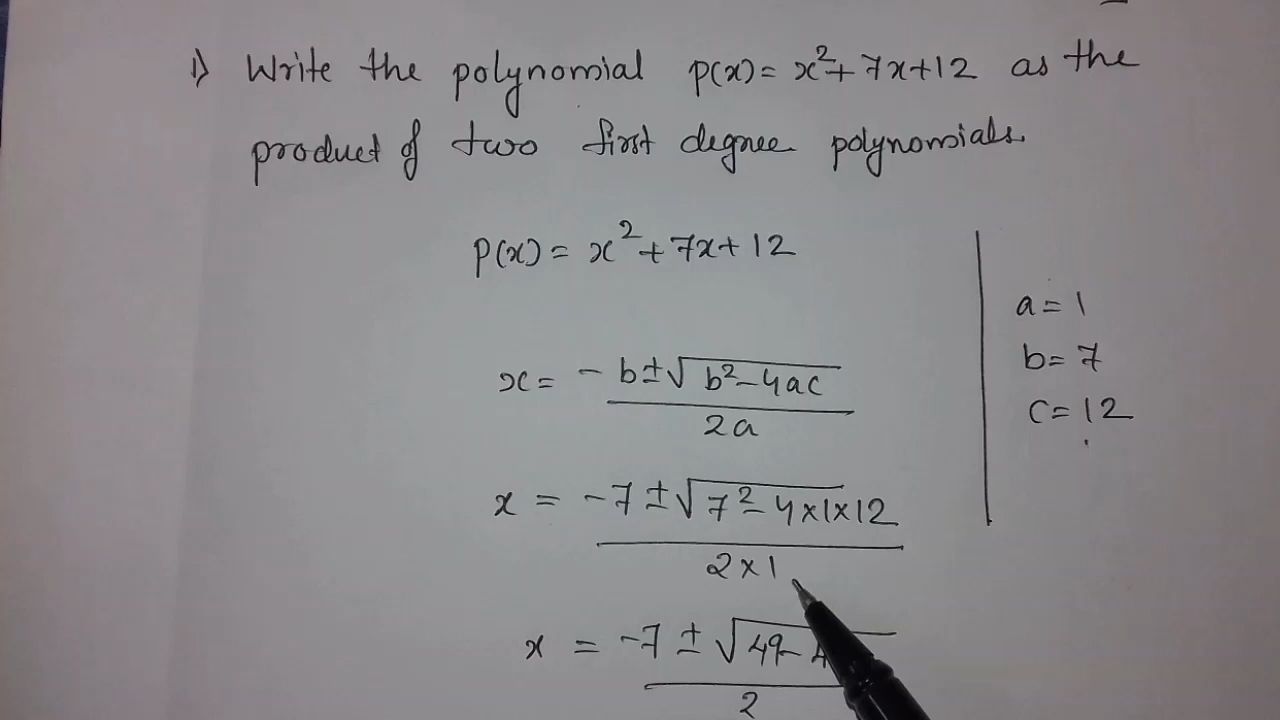 1) Write the polynomial p(x) = x² + 7x + 12 as the
product of two first degree polynomials.
P(x) = x² + 7x + 12
a = 1
b = 7
c = 12
x = -b ± √b² - 4ac
2a
x = -7 ± √7² - 4×1×12
2 × 1
x = -7 ± √49 - 4
2